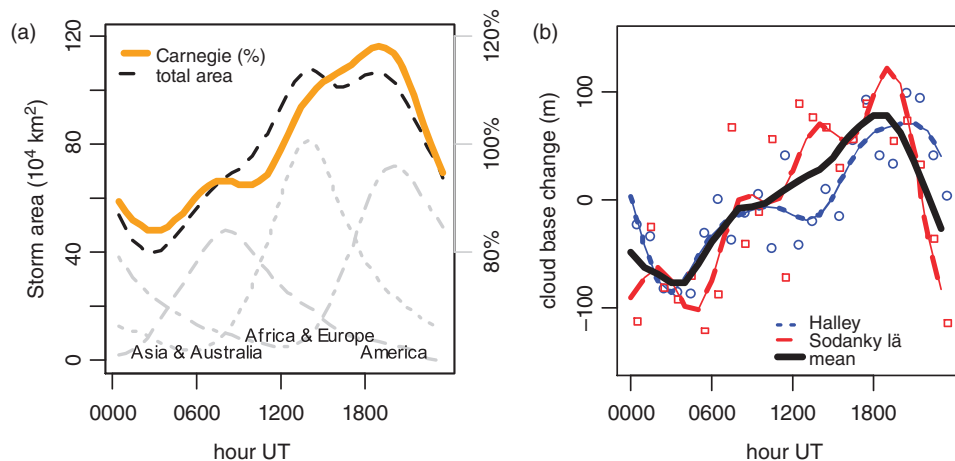 (a)
120
80
40
0
Storm area (10⁴ km²)
Carnegie (%)
total area
120%
100%
80%
Asia & Australia
Africa & Europe
America
0000 0600 1200 1800
hour UT
(b)
100
0
−100
cloud base change (m)
Halley
Sodanky lä
mean
0000 0600 1200 1800
hour UT